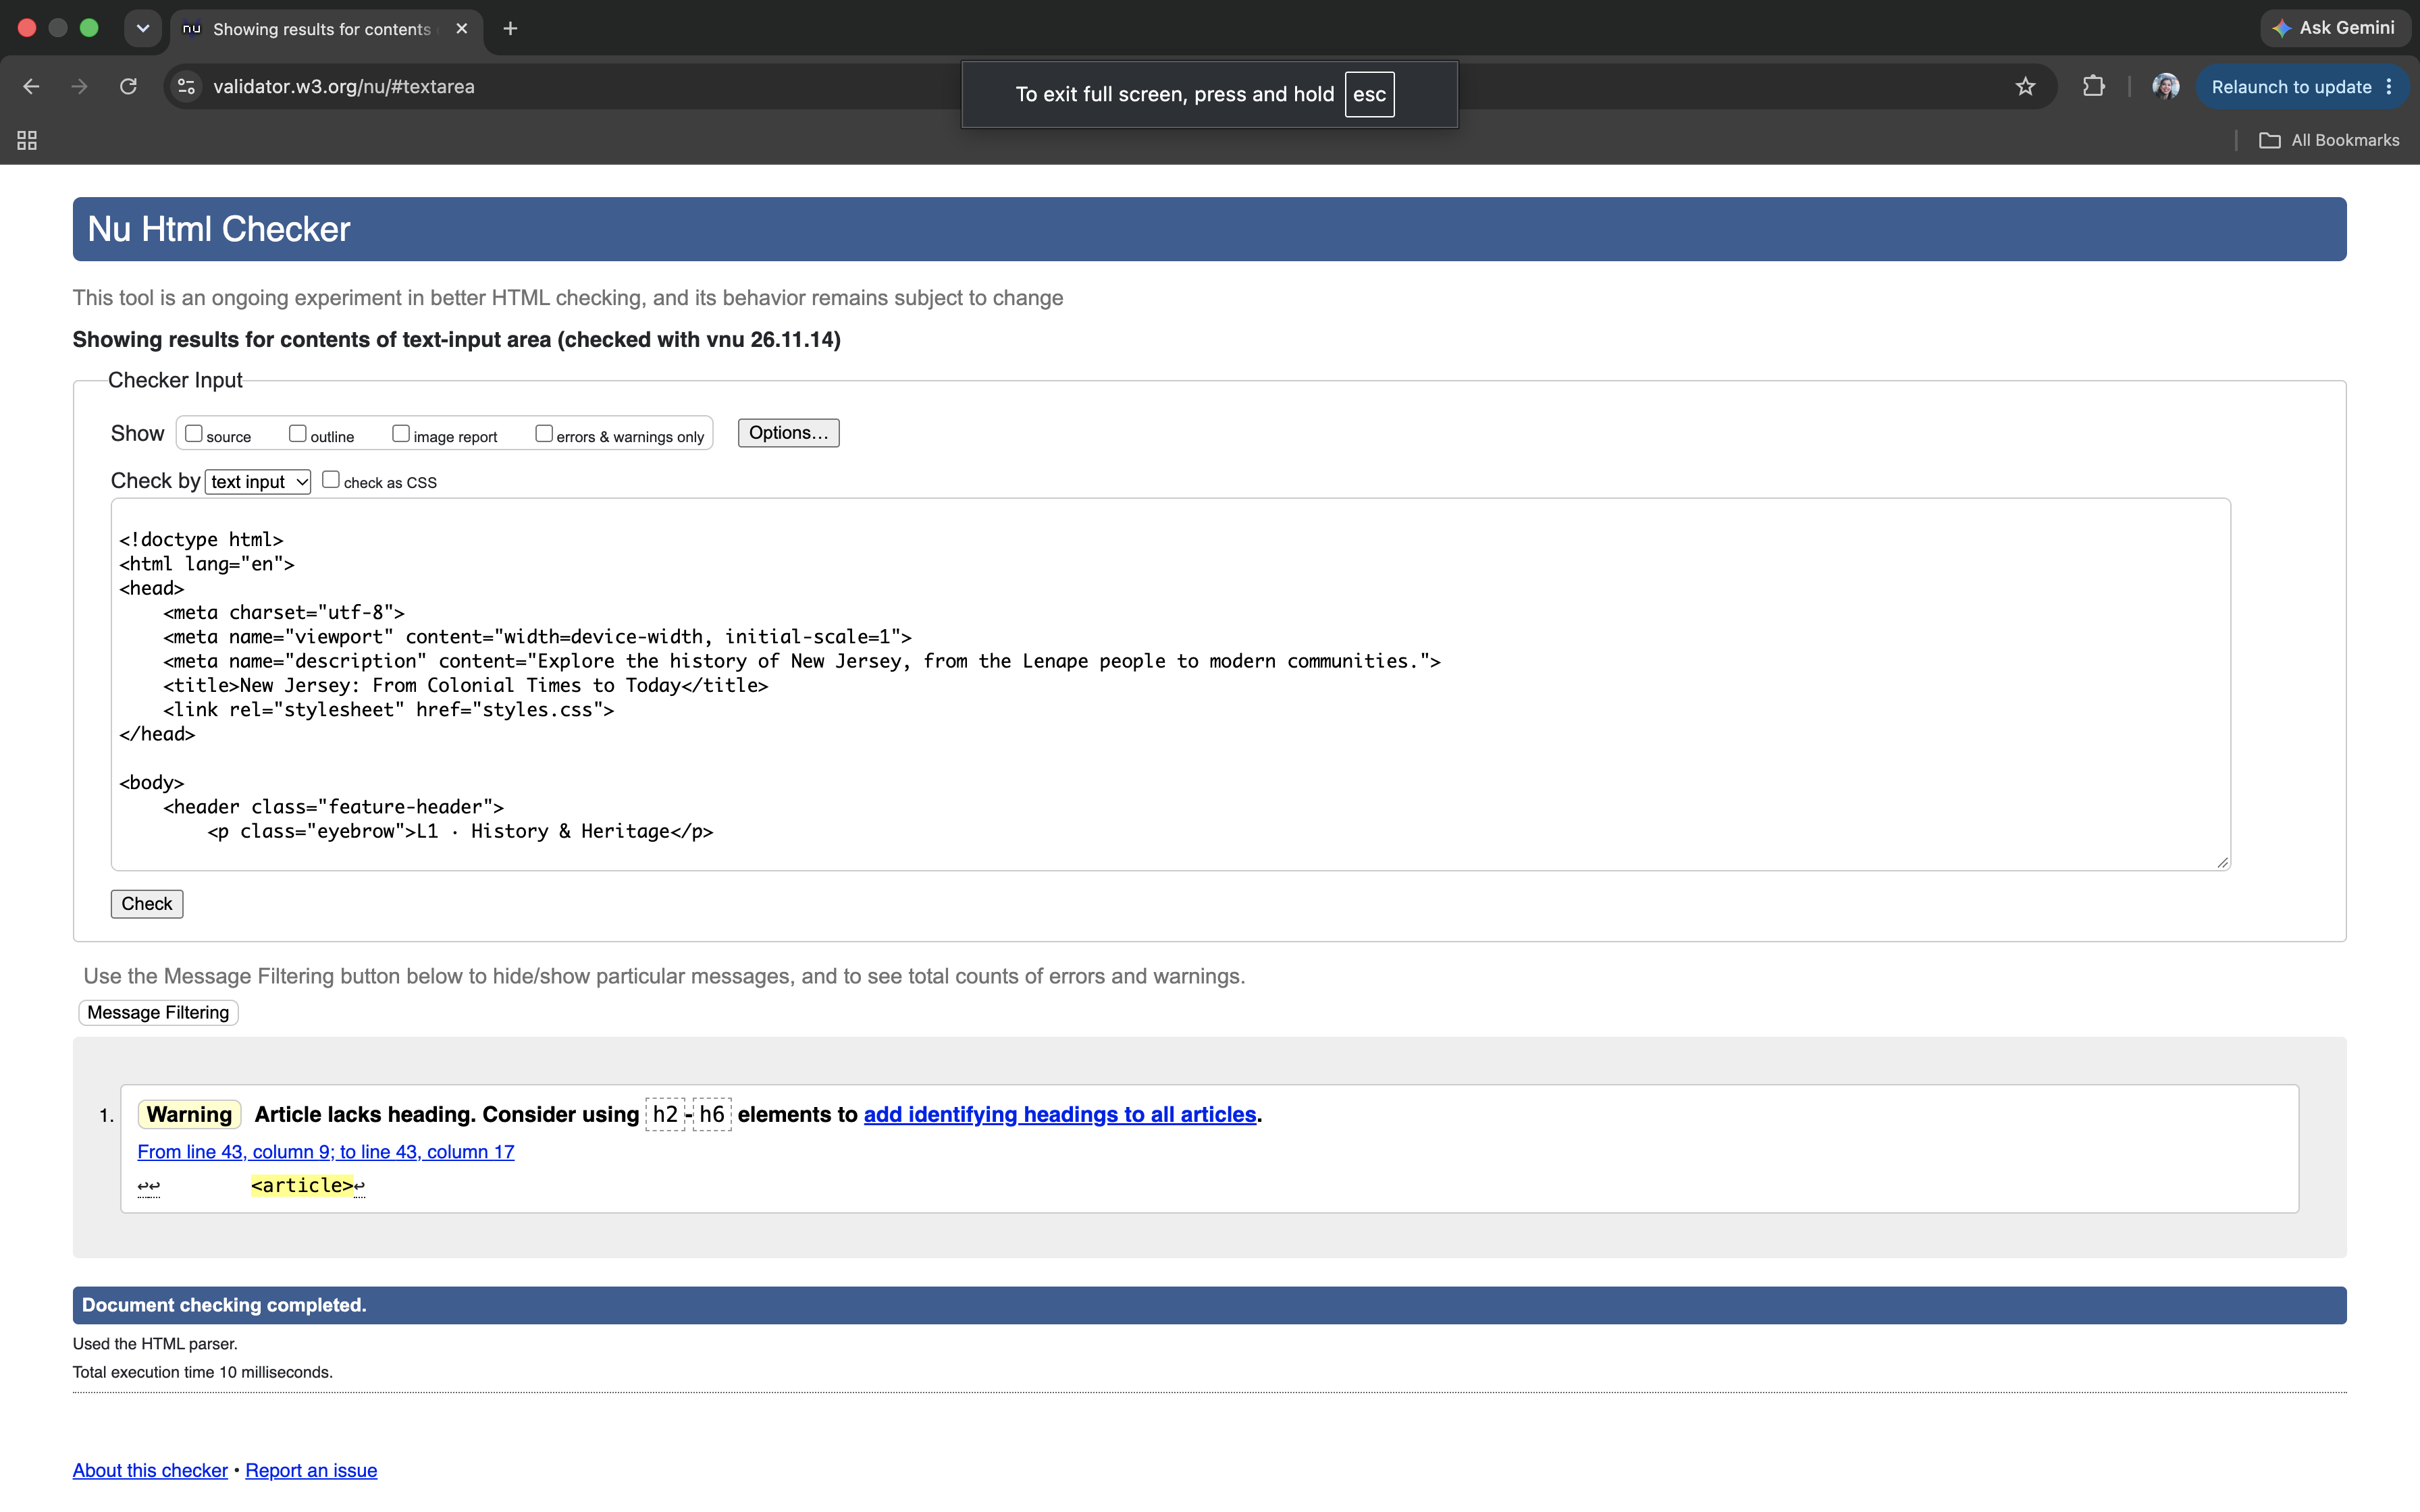 Showing results for contents
Ask Gemini
validator.w3.org/nu/#textarea
To exit full screen, press and hold esc
Relaunch to update
All Bookmarks
Nu Html Checker
This tool is an ongoing experiment in better HTML checking, and its behavior remains subject to change
Showing results for contents of text-input area (checked with vnu 26.11.14)
Checker Input
Show source outline image report errors & warnings only Options...
Check by text input check as CSS
<!doctype html>
<html lang="en">
<head>
    <meta charset="utf-8">
    <meta name="viewport" content="width=device-width, initial-scale=1">
    <meta name="description" content="Explore the history of New Jersey, from the Lenape people to modern communities.">
    <title>New Jersey: From Colonial Times to Today</title>
    <link rel="stylesheet" href="styles.css">
</head>
<body>
    <header class="feature-header">
        <p class="eyebrow">L1 · History & Heritage</p>
Check
Use the Message Filtering button below to hide/show particular messages, and to see total counts of errors and warnings.
Message Filtering
1. Warning Article lacks heading. Consider using h2-h6 elements to add identifying headings to all articles.
From line 43, column 9; to line 43, column 17
↩↩        <article>↩
Document checking completed.
Used the HTML parser.
Total execution time 10 milliseconds.
About this checker • Report an issue